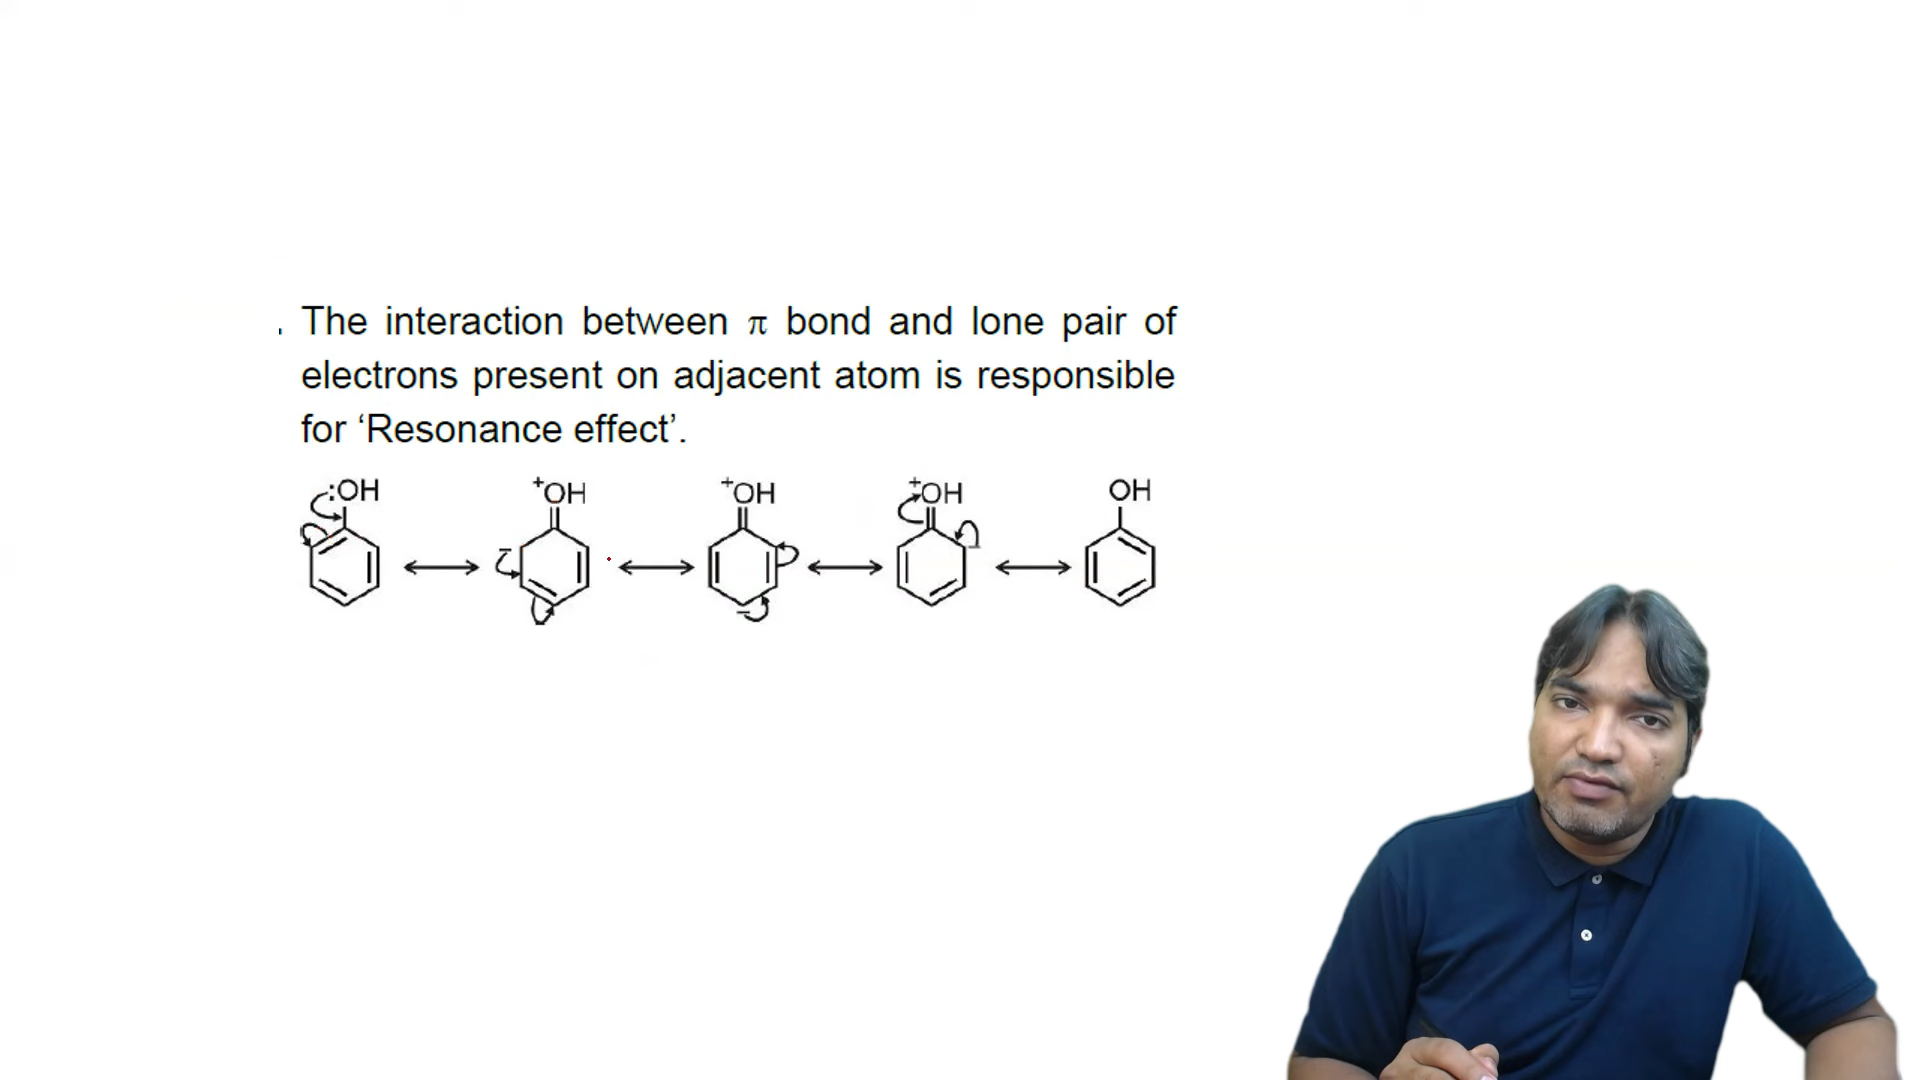 . The interaction between π bond and lone pair of
electrons present on adjacent atom is responsible
for ‘Resonance effect’.
:OH +OH +OH +OH OH